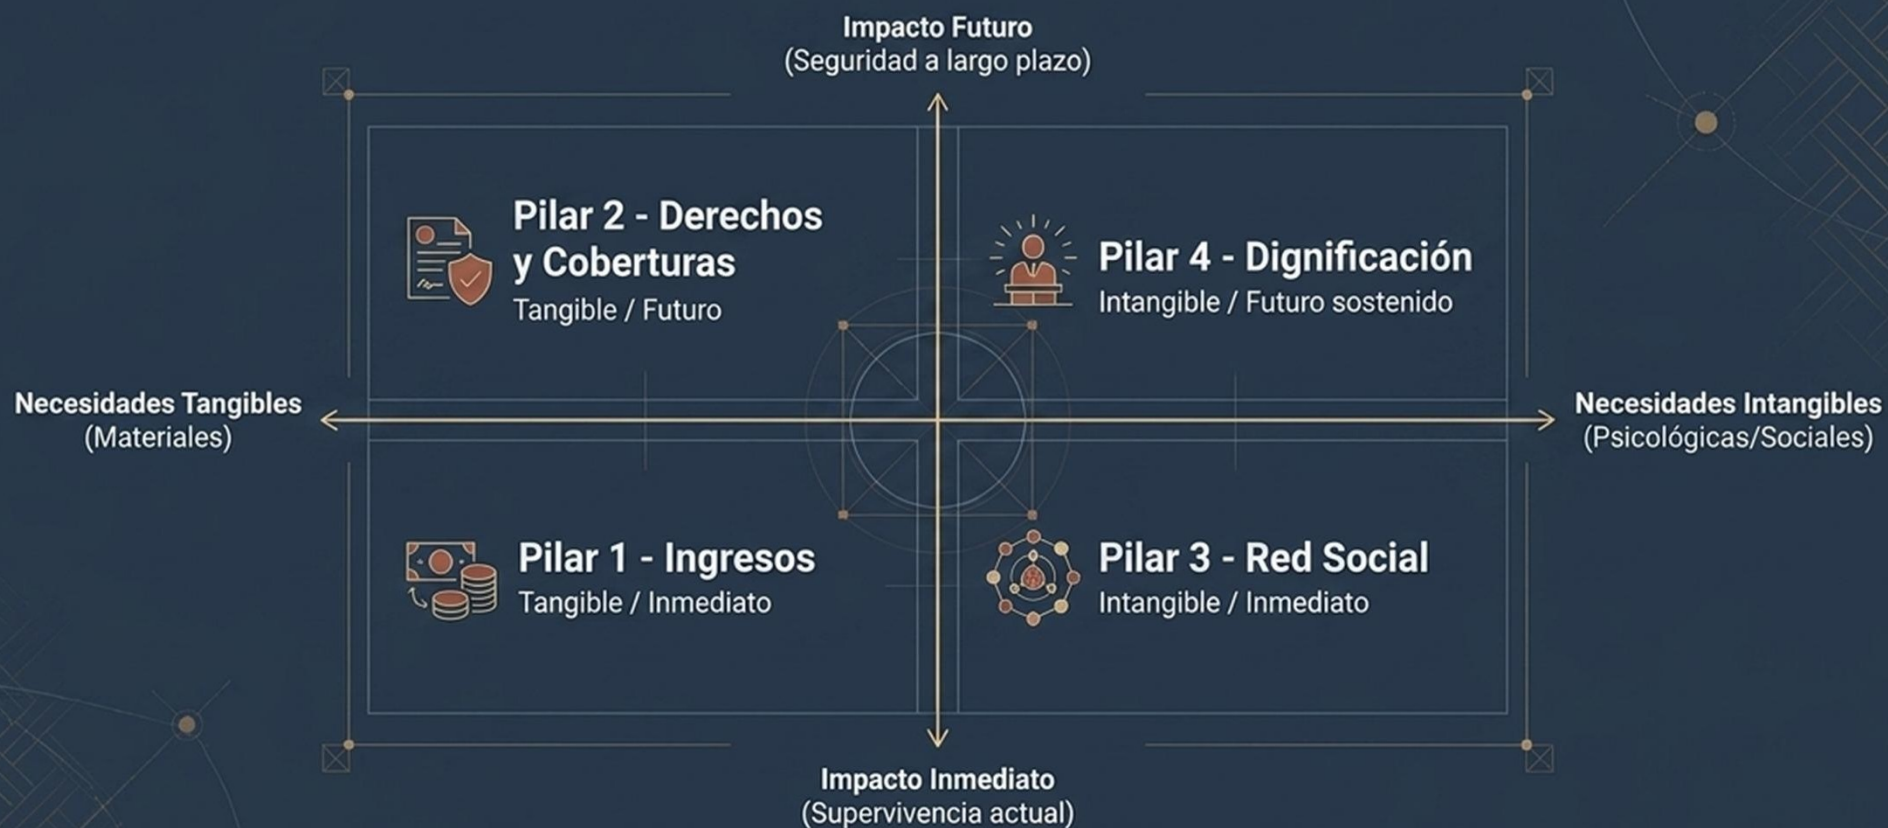 Impacto Futuro
(Seguridad a largo plazo)
Pilar 2 - Derechos
y Coberturas
Tangible / Futuro
Pilar 4 - Dignificación
Intangible / Futuro sostenido
Necesidades Tangibles
(Materiales)
Necesidades Intangibles
(Psicológicas/Sociales)
Pilar 1 - Ingresos
Tangible / Inmediato
Pilar 3 - Red Social
Intangible / Inmediato
Impacto Inmediato
(Supervivencia actual)